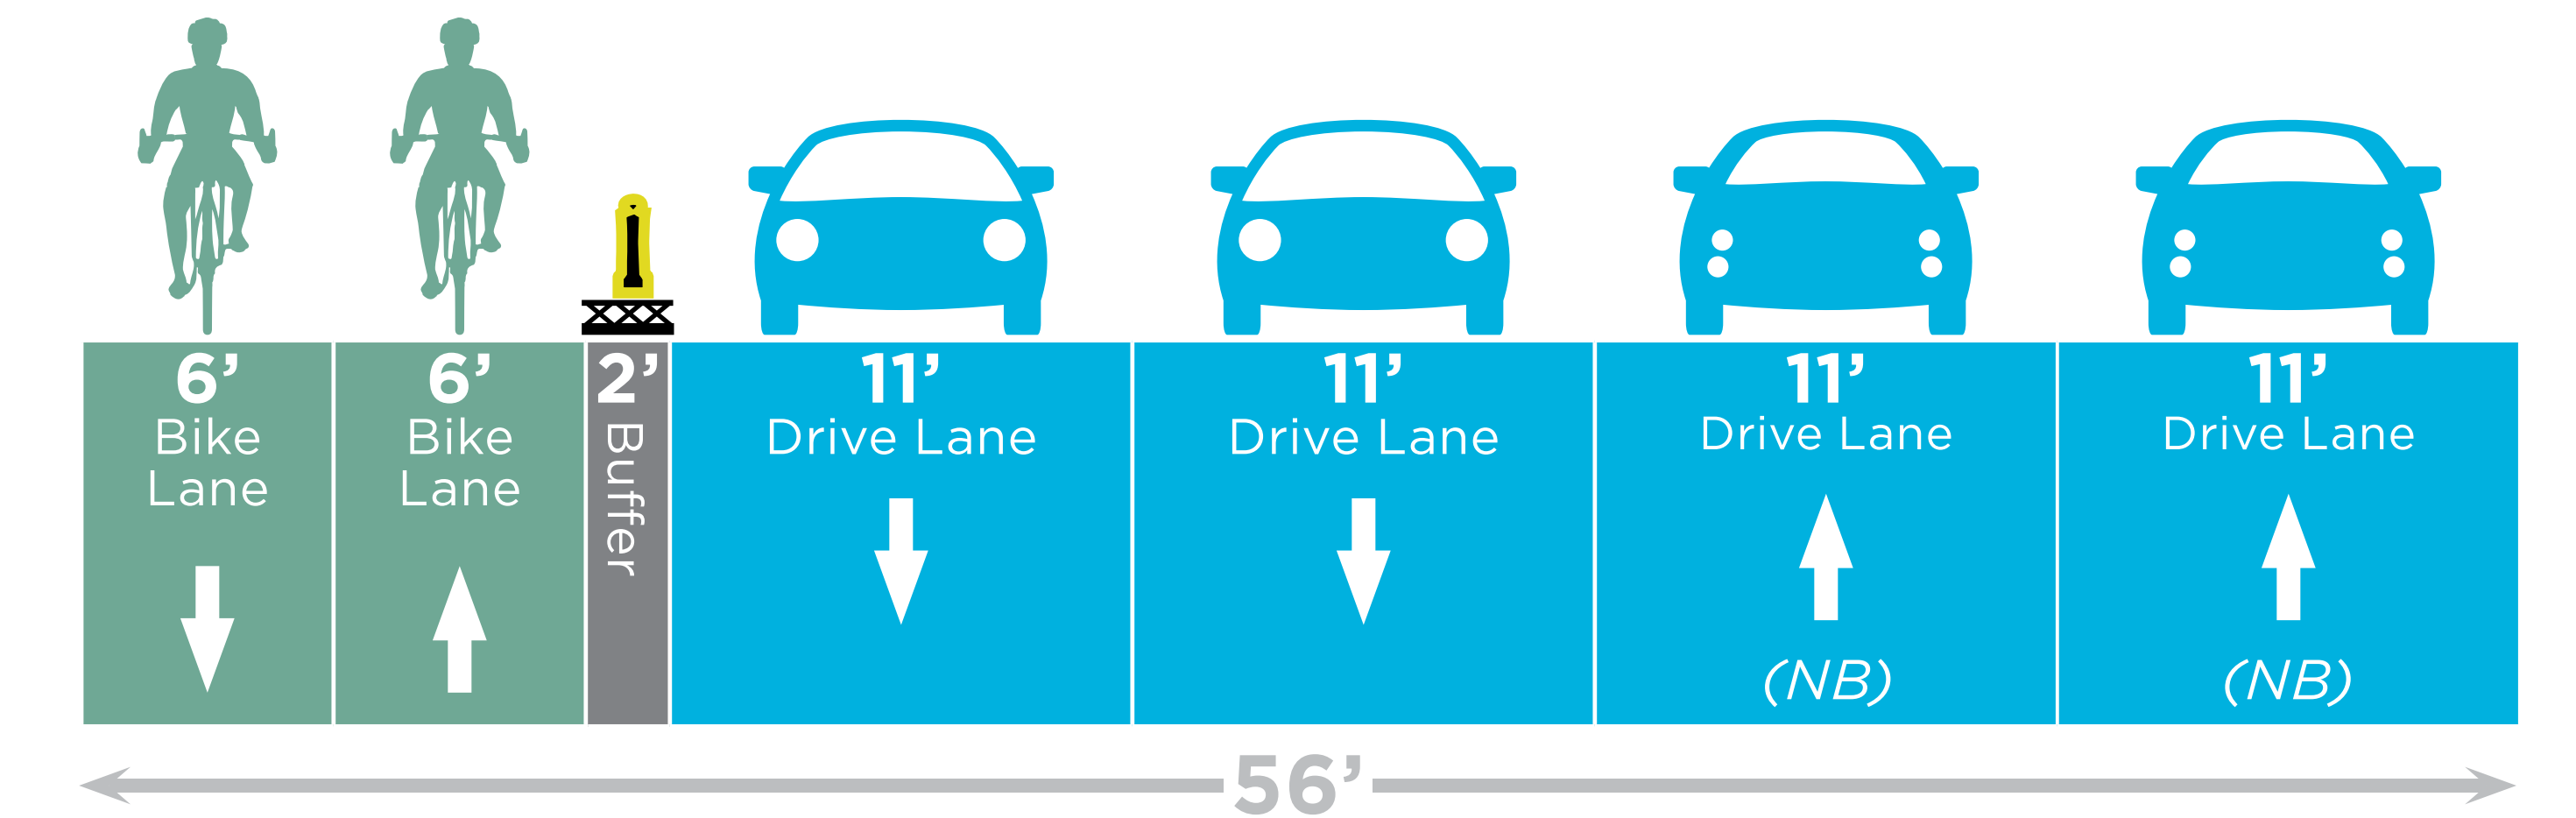 6’
Bike
Lane
6’
Bike
Lane
2’
Buffer
11’
Drive Lane
11’
Drive Lane
11’
Drive Lane
(NB)
11’
Drive Lane
(NB)
56’